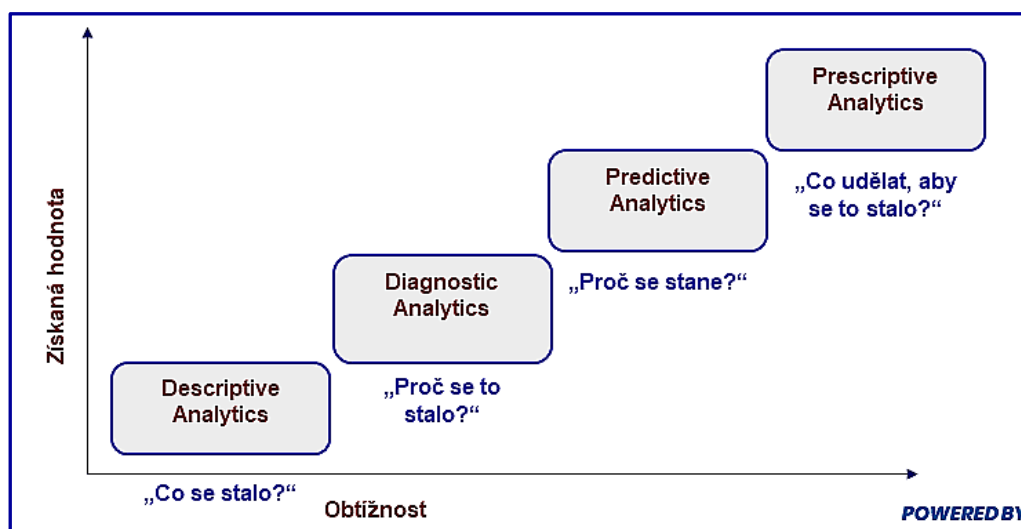 Prescriptive
Analytics
„Co udělat, aby
se to stalo?“
Predictive
Analytics
„Proč se stane?“
Diagnostic
Analytics
„Proč se to
stalo?“
Descriptive
Analytics
„Co se stalo?“
Získaná hodnota
Obtížnost
POWERED BY